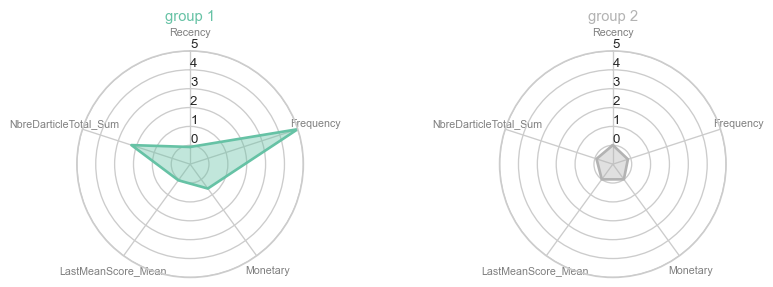 group 1
Recency
5
4
3
2
1
0
NbreDarticleTotal_Sum
Frequency
LastMeanScore_Mean
Monetary
group 2
Recency
5
4
3
2
1
0
NbreDarticleTotal_Sum
Frequency
LastMeanScore_Mean
Monetary